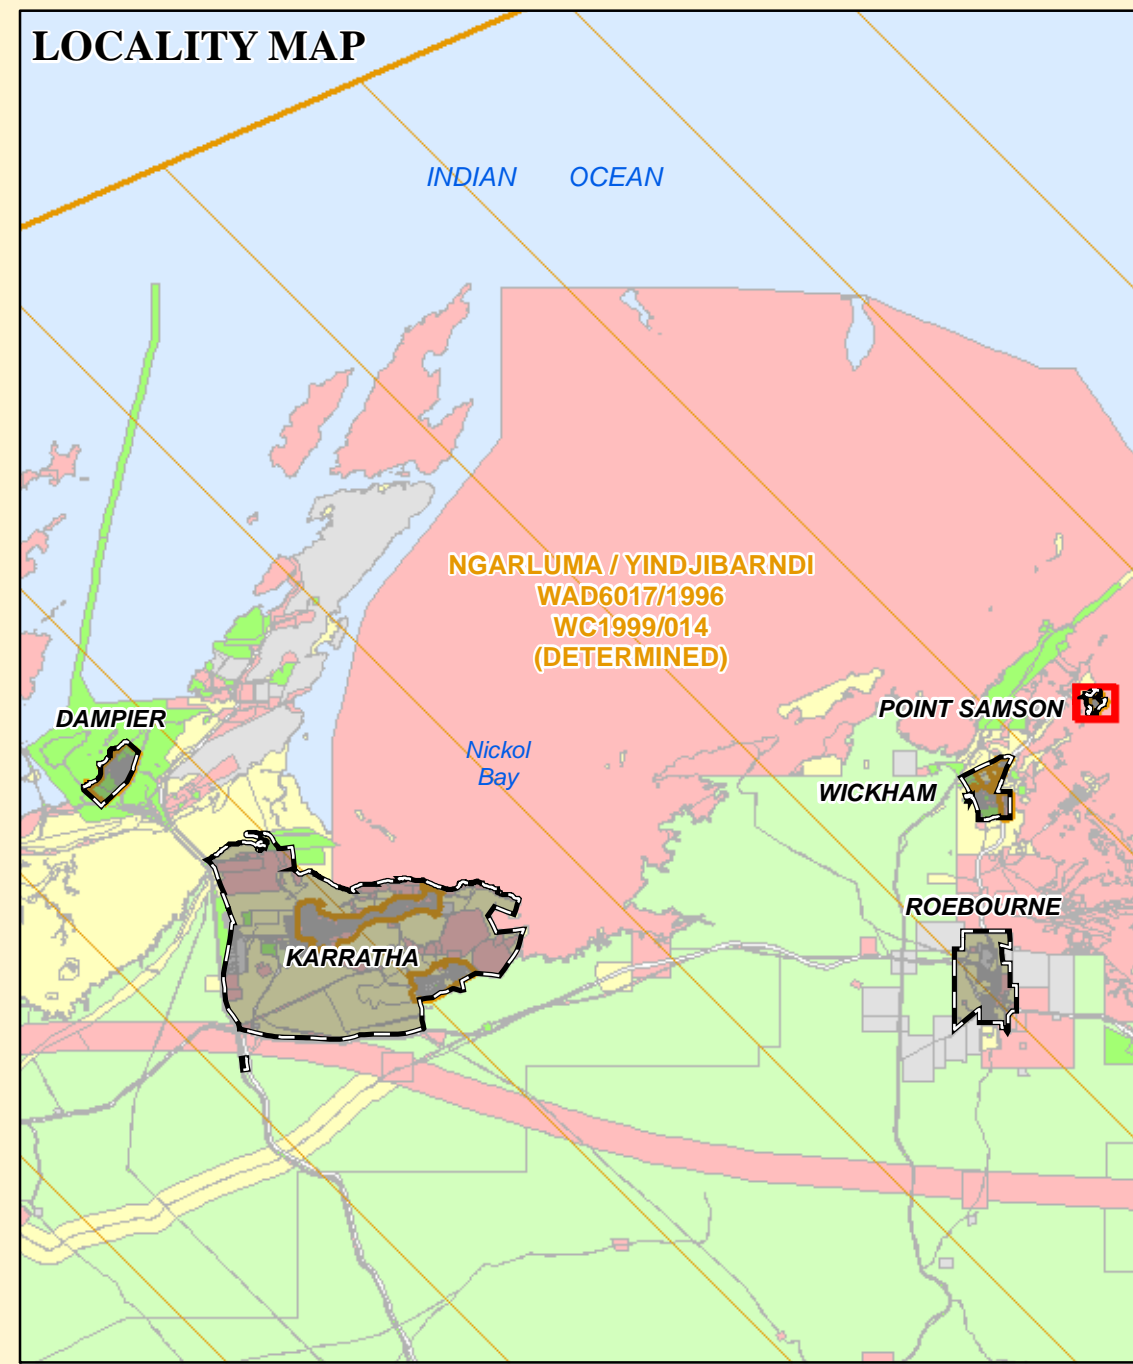 LOCALITY MAP
INDIAN OCEAN
NGARLUMA / YINDJIBARNDI
WAD6017/1996
WC1999/014
(DETERMINED)
DAMPIER
POINT SAMSON
Nickol
Bay
WICKHAM
ROEBOURNE
KARRATHA